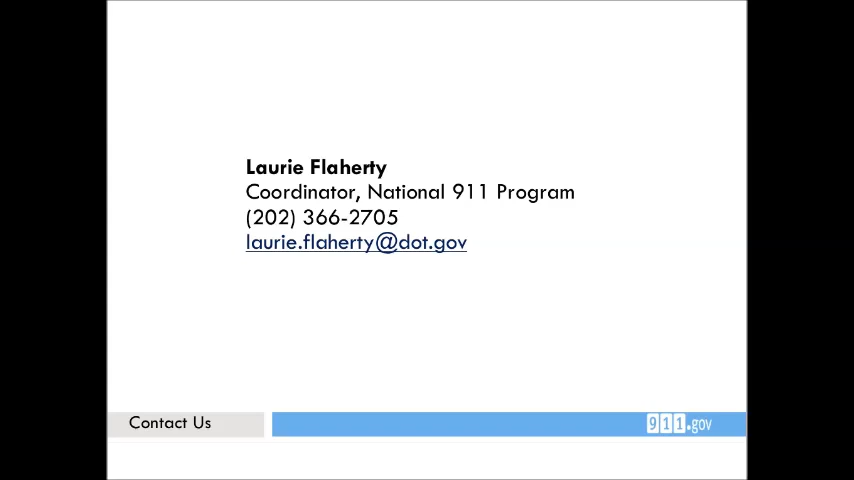 Laurie Flaherty
Coordinator, National 911 Program
(202) 366-2705
laurie.flaherty@dot.gov
Contact Us
911.gov